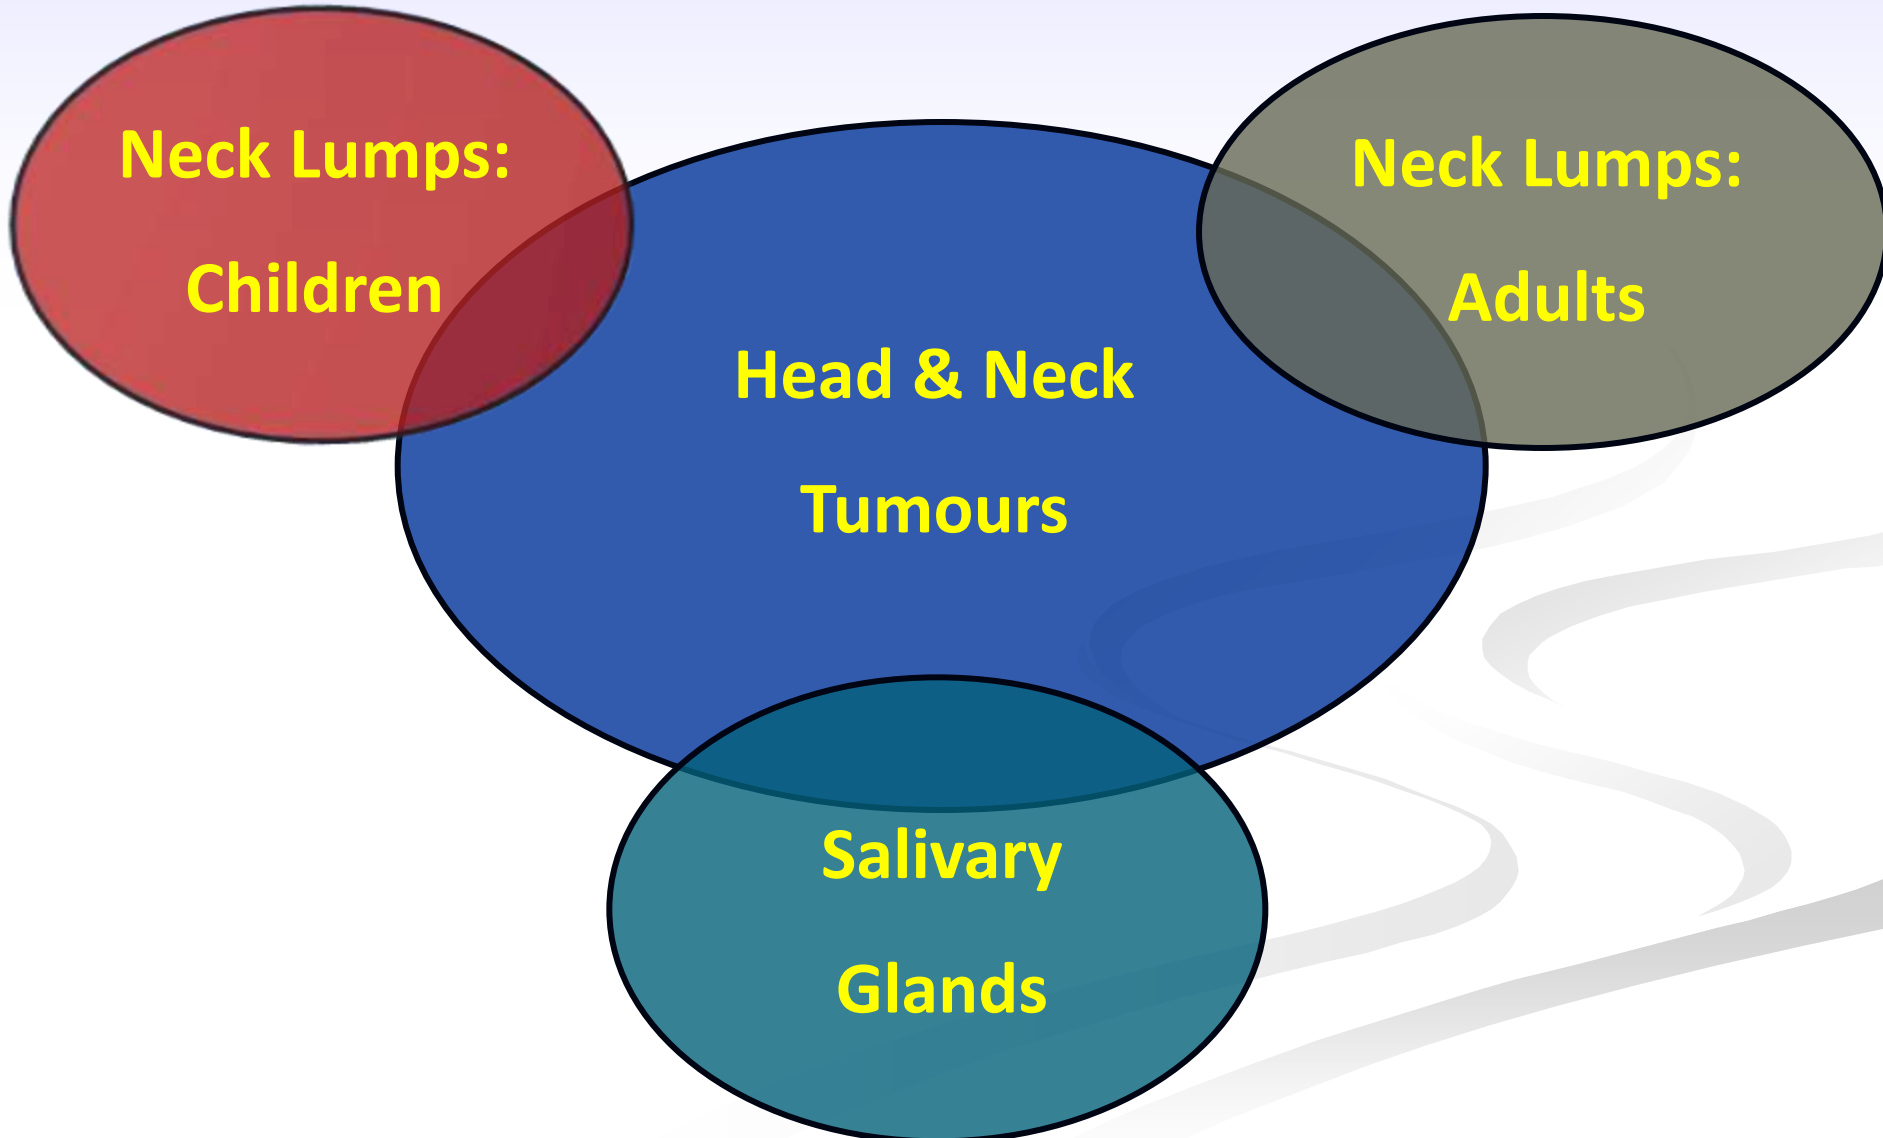 Neck Lumps:
Children
Neck Lumps:
Adults
Head & Neck
Tumours
Salivary
Glands